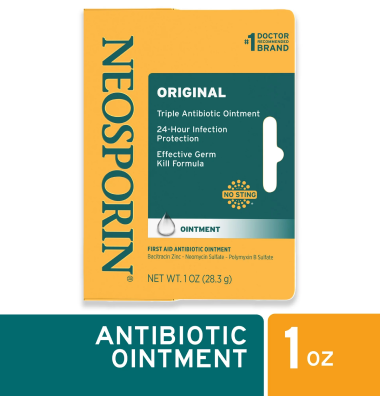 NEOSPORIN®
#1 DOCTOR
RECOMMENDED
BRAND
ORIGINAL
Triple Antibiotic Ointment
24-Hour Infection
Protection
Effective Germ
Kill Formula
NO STING
OINTMENT
FIRST AID ANTIBIOTIC OINTMENT
Bacitracin Zinc • Neomycin Sulfate • Polymyxin B Sulfate
NET WT. 1 OZ (28.3 g)
ANTIBIOTIC
OINTMENT
1 OZ